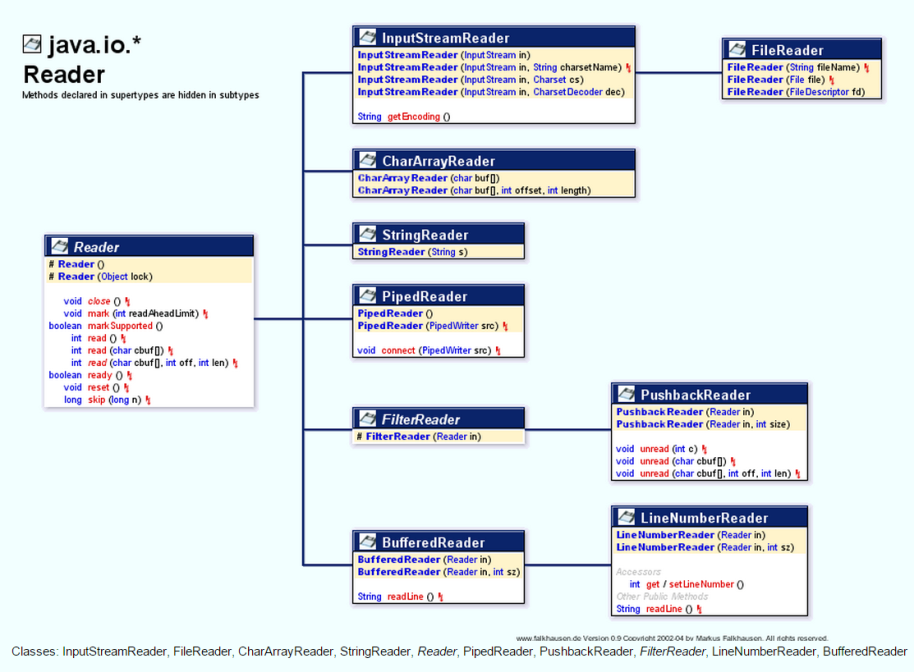 java.io.*
Reader
Methods declared in supertypes are hidden in subtypes
InputStreamReader
InputStreamReader (InputStream in)
InputStreamReader (InputStream in, String charsetName)
InputStreamReader (InputStream in, Charset cs)
InputStreamReader (InputStream in, CharsetDecoder dec)
String getEncoding ()
FileReader
FileReader (String fileName)
FileReader (File file)
FileReader (FileDescriptor fd)
CharArrayReader
CharArrayReader (char buf[])
CharArrayReader (char buf[], int offset, int length)
StringReader
StringReader (String s)
Reader
# Reader ()
# Reader (Object lock)
void close ()
void mark (int readAheadLimit)
boolean markSupported ()
int read ()
int read (char cbuf[])
int read (char cbuf[], int off, int len)
boolean ready ()
void reset ()
long skip (long n)
PipedReader
PipedReader ()
PipedReader (PipedWriter src)
void connect (PipedWriter src)
FilterReader
# FilterReader (Reader in)
PushbackReader
PushbackReader (Reader in)
PushbackReader (Reader in, int size)
void unread (int c)
void unread (char cbuf[])
void unread (char cbuf[], int off, int len)
BufferedReader
BufferedReader (Reader in)
BufferedReader (Reader in, int sz)
String readLine ()
LineNumberReader
LineNumberReader (Reader in)
LineNumberReader (Reader in, int sz)
Accessors
int get / setLineNumber ()
Other Public Methods
String readLine ()
www.falkhausen.de Version 0.9 Copyright 2002-04 by Markus Falkhausen. All rights reserved.
Classes: InputStreamReader, FileReader, CharArrayReader, StringReader, Reader, PipedReader, PushbackReader, FilterReader, LineNumberReader, BufferedReader